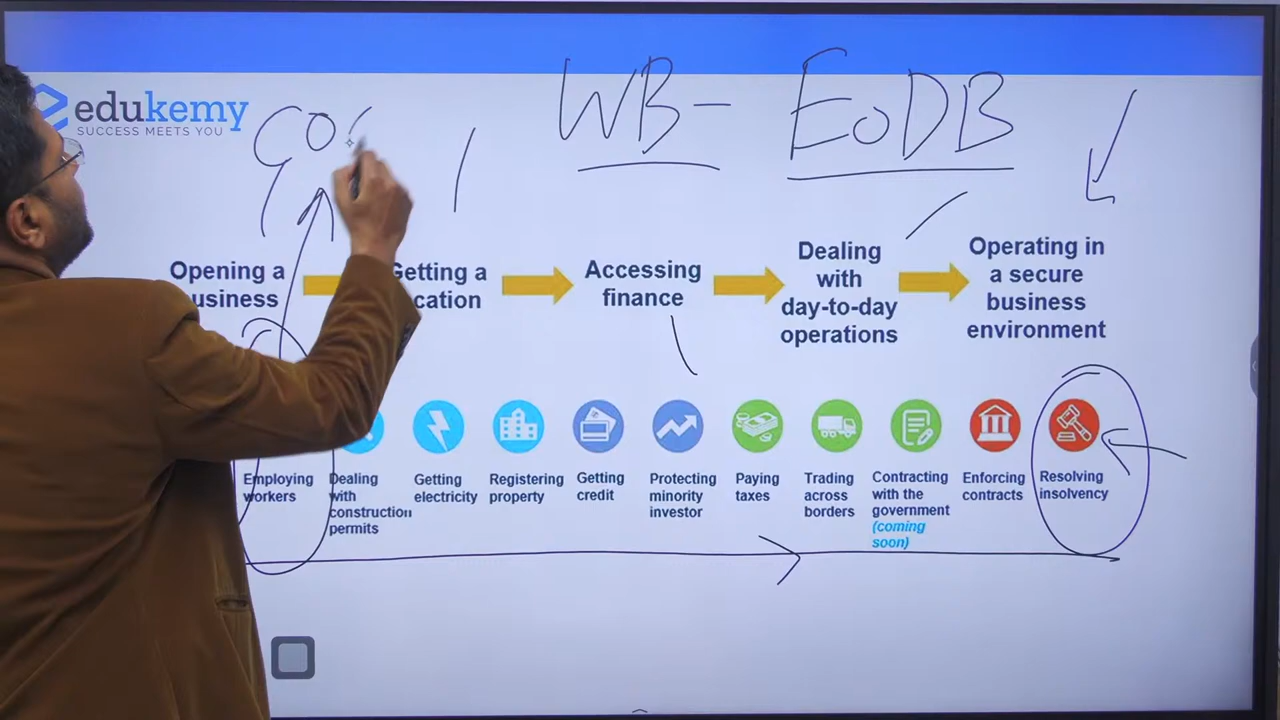 edukemy
SUCCESS MEETS YOU
WB - EoDB
Opening a
Getting a
Accessing
finance
Dealing
with
day-to-day
operations
Operating in
a secure
business
environment
Employing
workers
Dealing
with
construction
permits
Getting
electricity
Registering
property
Getting
credit
Protecting
minority
investor
Paying
taxes
Trading
across
borders
Contracting
with the
government
(coming
soon)
Enforcing
contracts
Resolving
insolvency